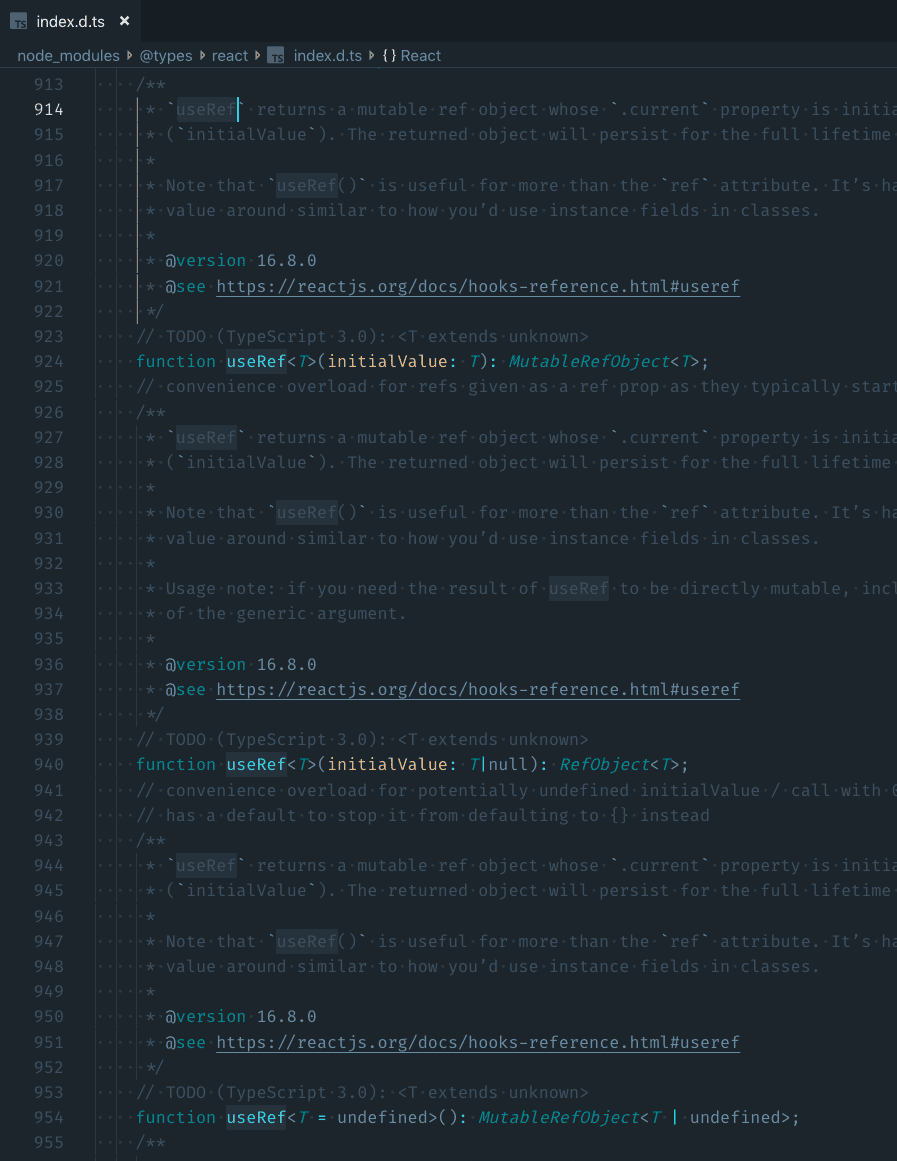 TS index.d.ts ×
node_modules @types react TS index.d.ts {} React
913 /**
914 * `useRef` returns a mutable ref object whose `.current` property is
915 * (`initialValue`). The returned object will persist for the full lifetime
916 *
917 * Note that `useRef()` is useful for more than the `ref` attribute. It’s
918 * value around similar to how you’d use instance fields in classes.
919 *
920 * @version 16.8.0
921 * @see https://reactjs.org/docs/hooks-reference.html#useref
922 */
923 // TODO (TypeScript 3.0): <T extends unknown>
924 function useRef<T>(initialValue: T): MutableRefObject<T>;
925 // convenience overload for refs given as a ref prop as they typically start
926 /**
927 * `useRef` returns a mutable ref object whose `.current` property is
928 * (`initialValue`). The returned object will persist for the full lifetime
929 *
930 * Note that `useRef()` is useful for more than the `ref` attribute. It’s
931 * value around similar to how you’d use instance fields in classes.
932 *
933 * Usage note: if you need the result of useRef to be directly mutable,
934 * of the generic argument.
935 *
936 * @version 16.8.0
937 * @see https://reactjs.org/docs/hooks-reference.html#useref
938 */
939 // TODO (TypeScript 3.0): <T extends unknown>
940 function useRef<T>(initialValue: T|null): RefObject<T>;
941 // convenience overload for potentially undefined initialValue / call with
942 // has a default to stop it from defaulting to {} instead
943 /**
944 * `useRef` returns a mutable ref object whose `.current` property is
945 * (`initialValue`). The returned object will persist for the full lifetime
946 *
947 * Note that `useRef()` is useful for more than the `ref` attribute. It’s
948 * value around similar to how you’d use instance fields in classes.
949 *
950 * @version 16.8.0
951 * @see https://reactjs.org/docs/hooks-reference.html#useref
952 */
953 // TODO (TypeScript 3.0): <T extends unknown>
954 function useRef<T = undefined>(): MutableRefObject<T | undefined>;
955 /**